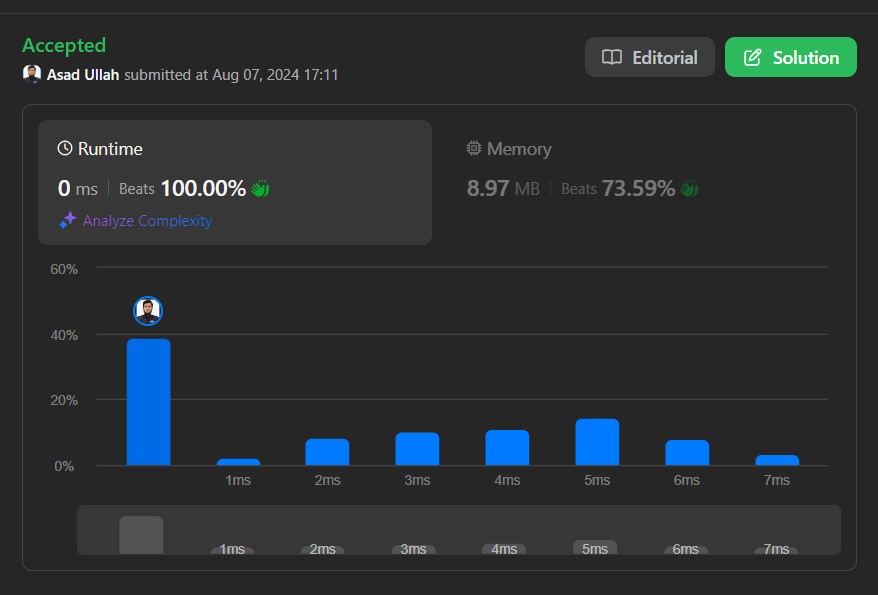 Accepted
Asad Ullah submitted at Aug 07, 2024 17:11
Editorial
Solution
Runtime
0 ms | Beats 100.00%
Analyze Complexity
Memory
8.97 MB | Beats 73.59%
60%
40%
20%
0%
1ms 2ms 3ms 4ms 5ms 6ms 7ms
1ms 2ms 3ms 4ms 5ms 6ms 7ms